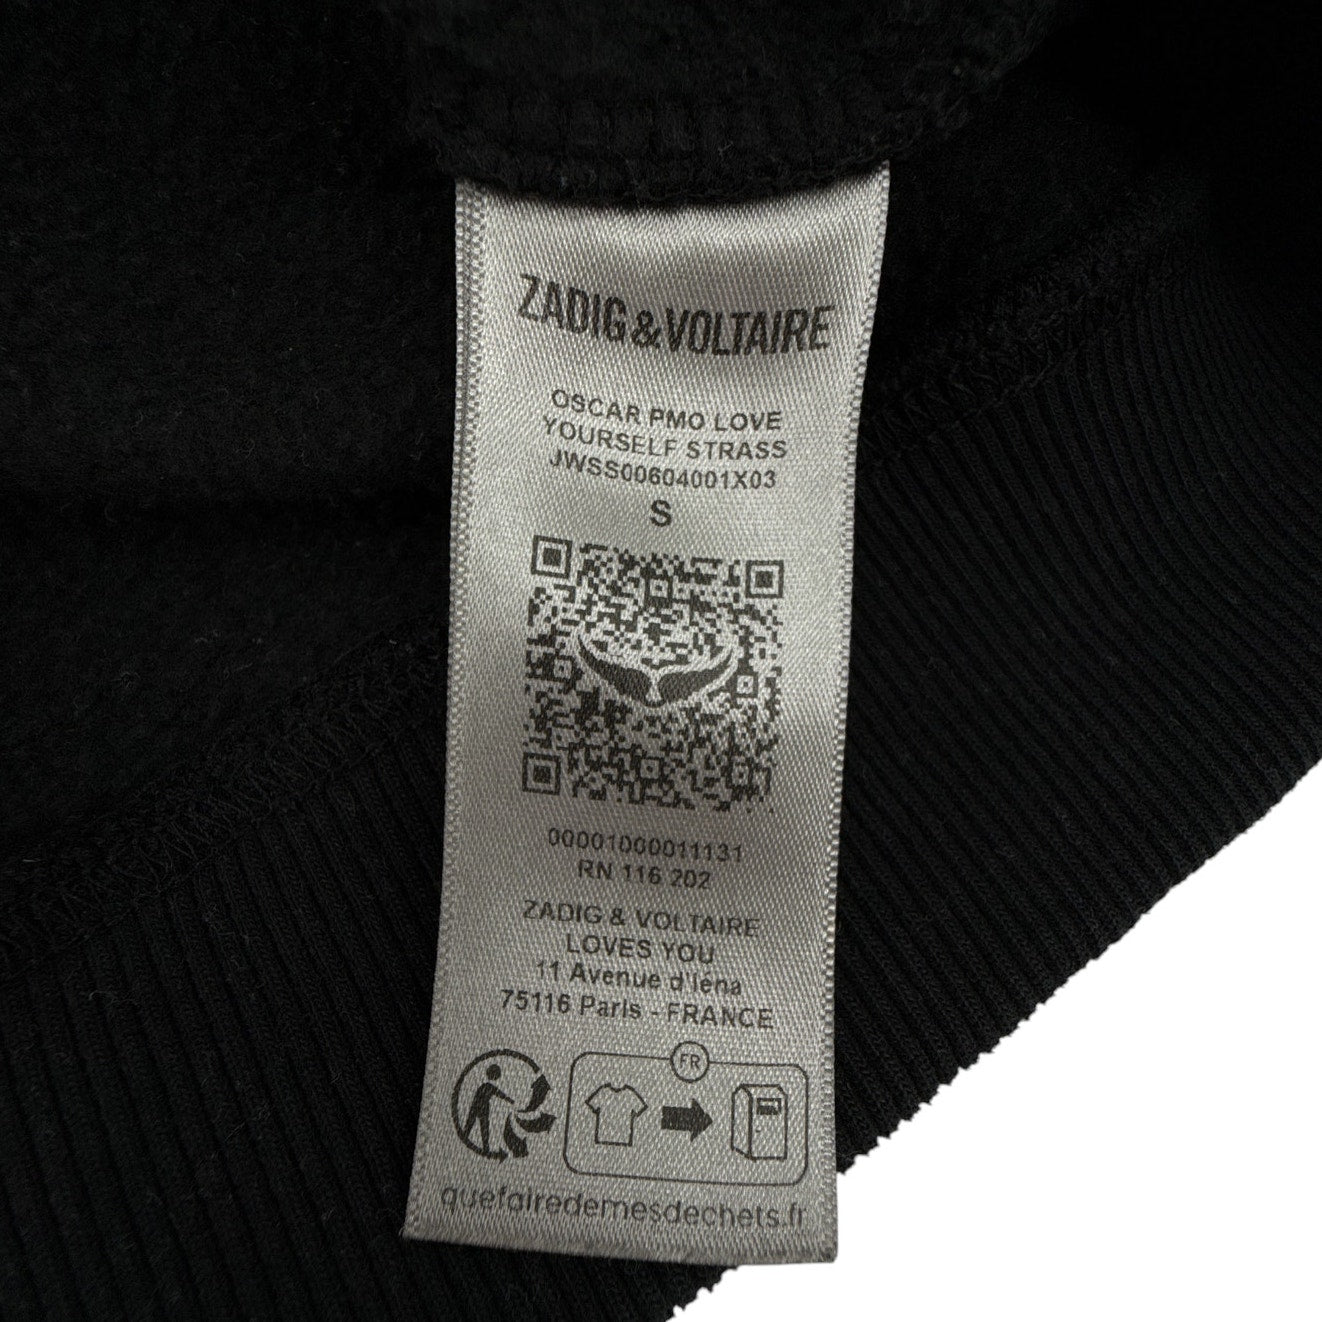 ZADIG&VOLTAIRE
OSCAR PMO LOVE
YOURSELF STRASS
JWSS00604001X03
S
00001000011131
RN 116 202
ZADIG & VOLTAIRE
LOVES YOU
11 Avenue d'Iéna
75116 Paris - FRANCE
FR
quefairedemesdechets.fr